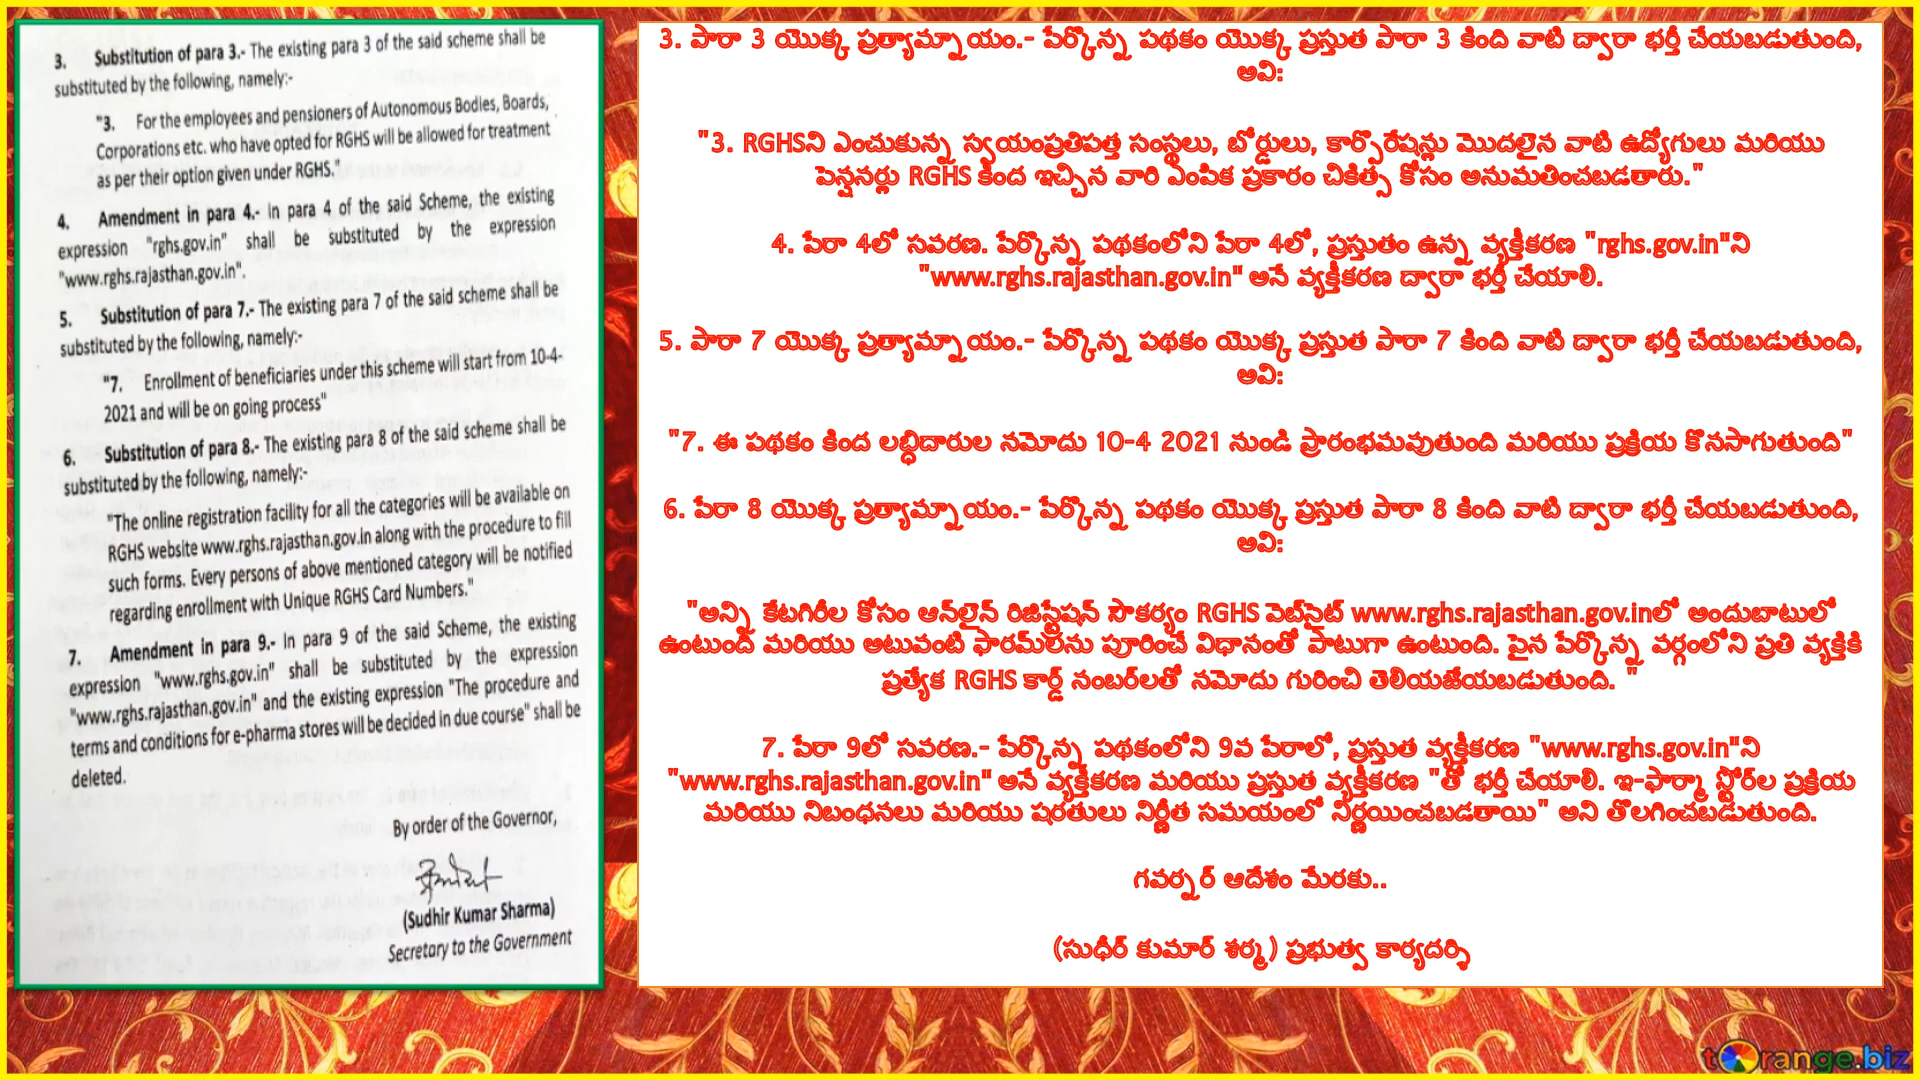 3. Substitution of para 3.- The existing para 3 of the said scheme shall be
substituted by the following, namely:-
"3. For the employees and pensioners of Autonomous Bodies, Boards,
Corporations etc. who have opted for RGHS will be allowed for treatment
as per their option given under RGHS."
4. Amendment in para 4.- In para 4 of the said Scheme, the existing
expression "rghs.gov.in" shall be substituted by the expression
"www.rghs.rajasthan.gov.in".
5. Substitution of para 7.- The existing para 7 of the said scheme shall be
substituted by the following, namely:-
"7. Enrollment of beneficiaries under this scheme will start from 10-4-
2021 and will be on going process"
6. Substitution of para 8.- The existing para 8 of the said scheme shall be
substituted by the following, namely:-
"The online registration facility for all the categories will be available on
RGHS website www.rghs.rajasthan.gov.in along with the procedure to fill
such forms. Every persons of above mentioned category will be notified
regarding enrollment with Unique RGHS Card Numbers."
7. Amendment in para 9.- In para 9 of the said Scheme, the existing
expression "www.rghs.gov.in" shall be substituted by the expression
"www.rghs.rajasthan.gov.in" and the existing expression "The procedure and
terms and conditions for e-pharma stores will be decided in due course" shall be
deleted.
By order of the Governor,
(Sudhir Kumar Sharma)
Secretary to the Government
3. పారా 3 యొక్క ప్రత్యామ్నాయం.- పేర్కొన్న పథకం యొక్క ప్రస్తుత పారా 3 కింది వాటి ద్వారా భర్తీ చేయబడుతుంది,
అవి:
"3. RGHSని ఎంచుకున్న స్వయంప్రతిపత్త సంస్థలు, బోర్డులు, కార్పొరేషన్లు మొదలైన వాటి ఉద్యోగులు మరియు
పెన్షనర్లు RGHS కింద ఇచ్చిన వారి ఎంపిక ప్రకారం చికిత్స కోసం అనుమతించబడతారు."
4. పేరా 4లో సవరణ. పేర్కొన్న పథకంలోని పేరా 4లో, ప్రస్తుతం ఉన్న వ్యక్తీకరణ "rghs.gov.in"ని
"www.rghs.rajasthan.gov.in" అనే వ్యక్తీకరణ ద్వారా భర్తీ చేయాలి.
5. పారా 7 యొక్క ప్రత్యామ్నాయం.- పేర్కొన్న పథకం యొక్క ప్రస్తుత పారా 7 కింది వాటి ద్వారా భర్తీ చేయబడుతుంది,
అవి:
"7. ఈ పథకం కింద లబ్ధిదారుల నమోదు 10-4 2021 నుండి ప్రారంభమవుతుంది మరియు ప్రక్రియ కొనసాగుతుంది"
6. పేరా 8 యొక్క ప్రత్యామ్నాయం.- పేర్కొన్న పథకం యొక్క ప్రస్తుత పారా 8 కింది వాటి ద్వారా భర్తీ చేయబడుతుంది,
అవి:
"అన్ని కేటగిరీల కోసం ఆన్‌లైన్ రిజిస్ట్రేషన్ సౌకర్యం RGHS వెబ్‌సైట్ www.rghs.rajasthan.gov.inలో అందుబాటులో
ఉంటుంది మరియు అటువంటి ఫారమ్‌లను పూరించే విధానంతో పాటుగా ఉంటుంది. పైన పేర్కొన్న వర్గంలోని ప్రతి వ్యక్తికి
ప్రత్యేక RGHS కార్డ్ నంబర్‌లతో నమోదు గురించి తెలియజేయబడుతుంది. "
7. పేరా 9లో సవరణ.- పేర్కొన్న పథకంలోని 9వ పేరాలో, ప్రస్తుత వ్యక్తీకరణ "www.rghs.gov.in"ని
"www.rghs.rajasthan.gov.in" అనే వ్యక్తీకరణ మరియు ప్రస్తుత వ్యక్తీకరణ "తో భర్తీ చేయాలి. ఇ-ఫార్మా స్టోర్‌ల ప్రక్రియ
మరియు నిబంధనలు మరియు షరతులు నిర్ణీత సమయంలో నిర్ణయించబడతాయి" అని తొలగించబడుతుంది.
గవర్నర్ ఆదేశం మేరకు..
(సుధీర్ కుమార్ శర్మ) ప్రభుత్వ కార్యదర్శి
torange.biz